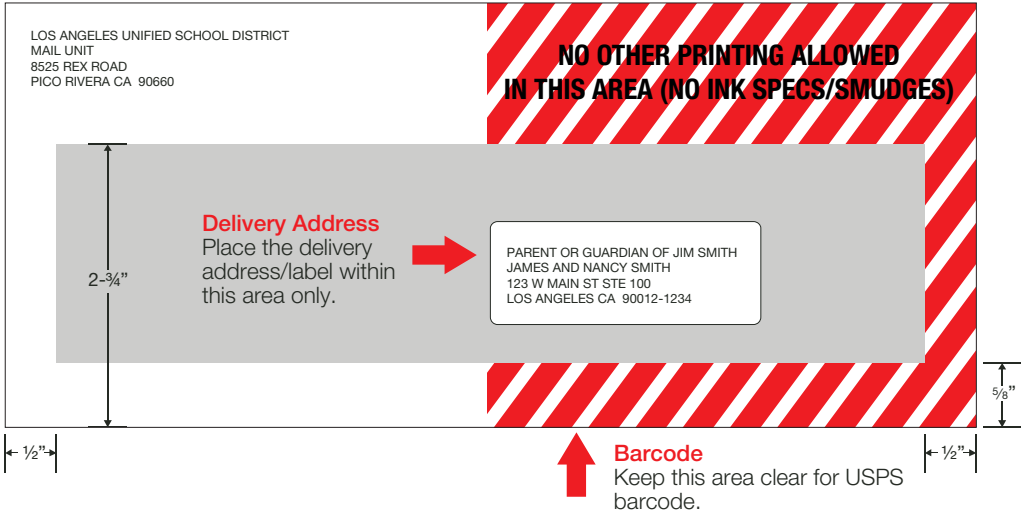 LOS ANGELES UNIFIED SCHOOL DISTRICT
MAIL UNIT
8525 REX ROAD
PICO RIVERA CA  90660
NO OTHER PRINTING ALLOWED
IN THIS AREA (NO INK SPECS/SMUDGES)
Delivery Address
Place the delivery
address/label within
this area only.
2-¾"
PARENT OR GUARDIAN OF JIM SMITH
JAMES AND NANCY SMITH
123 W MAIN ST STE 100
LOS ANGELES CA  90012-1234
⅝"
½"
½"
Barcode
Keep this area clear for USPS
barcode.